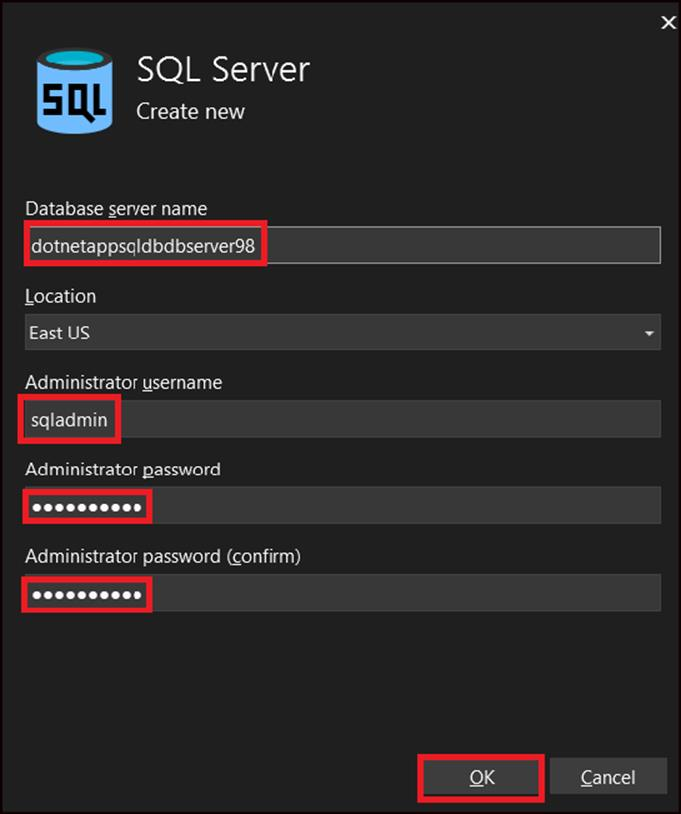 SQL
SQL Server
Create new
Database server name
dotnetappsqldbdbserver98
Location
East US
Administrator username
sqladmin
Administrator password
●●●●●●●●●●
Administrator password (confirm)
●●●●●●●●●●
OK
Cancel